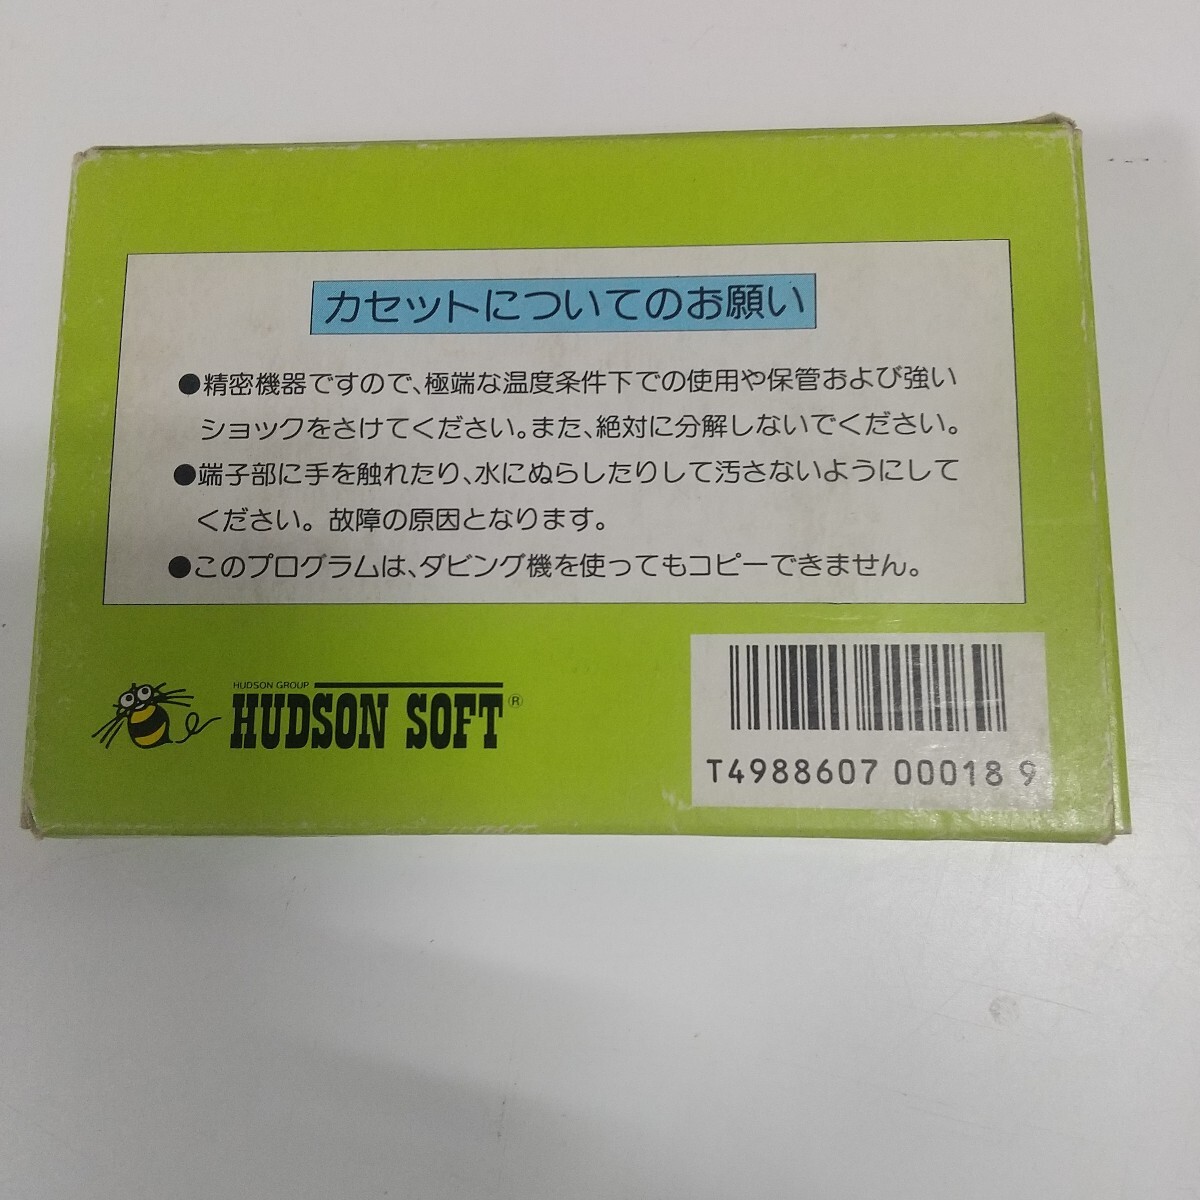 カセットについてのお願い
●精密機器ですので、極端な温度条件下での使用や保管および強い
ショックをさけてください。また、絶対に分解しないでください。
●端子部に手を触れたり、水にぬらしたりして汚さないようにして
ください。故障の原因となります。
●このプログラムは、ダビング機を使ってもコピーできません。
HUDSON GROUP
HUDSON SOFT®
T4988607 00018 9